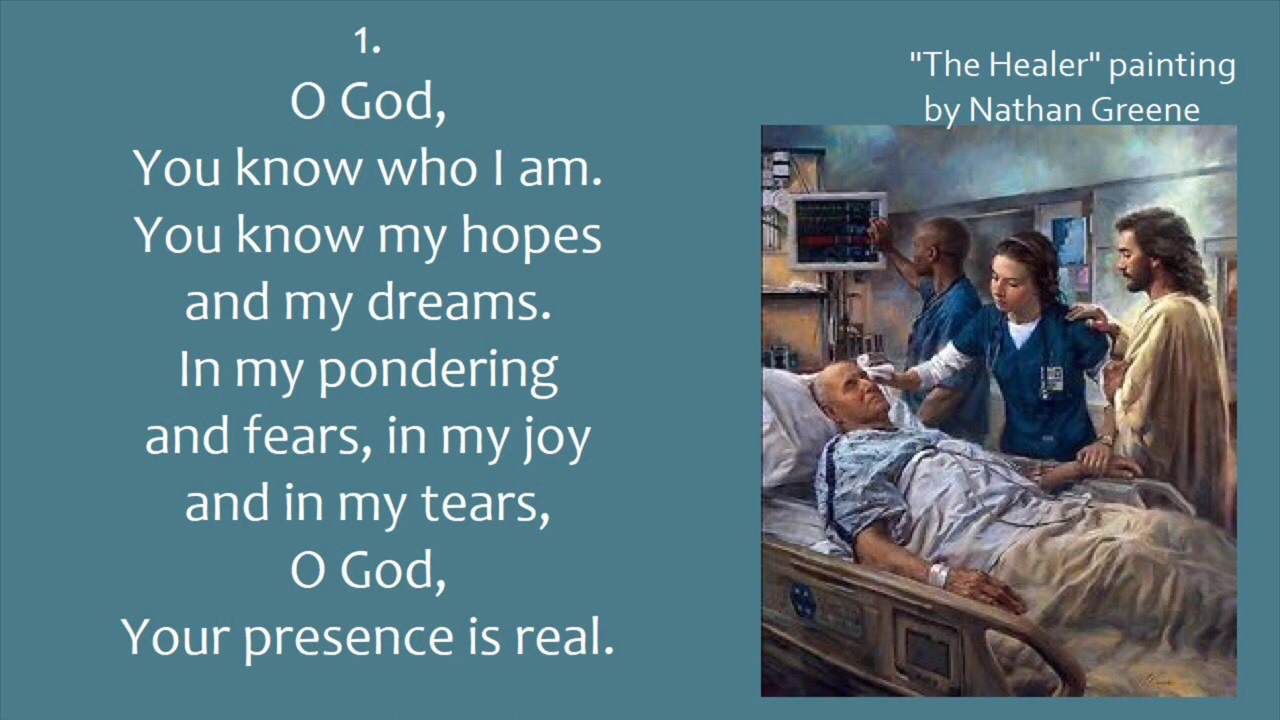 1.
O God,
You know who I am.
You know my hopes
and my dreams.
In my pondering
and fears, in my joy
and in my tears,
O God,
Your presence is real.
"The Healer" painting
by Nathan Greene